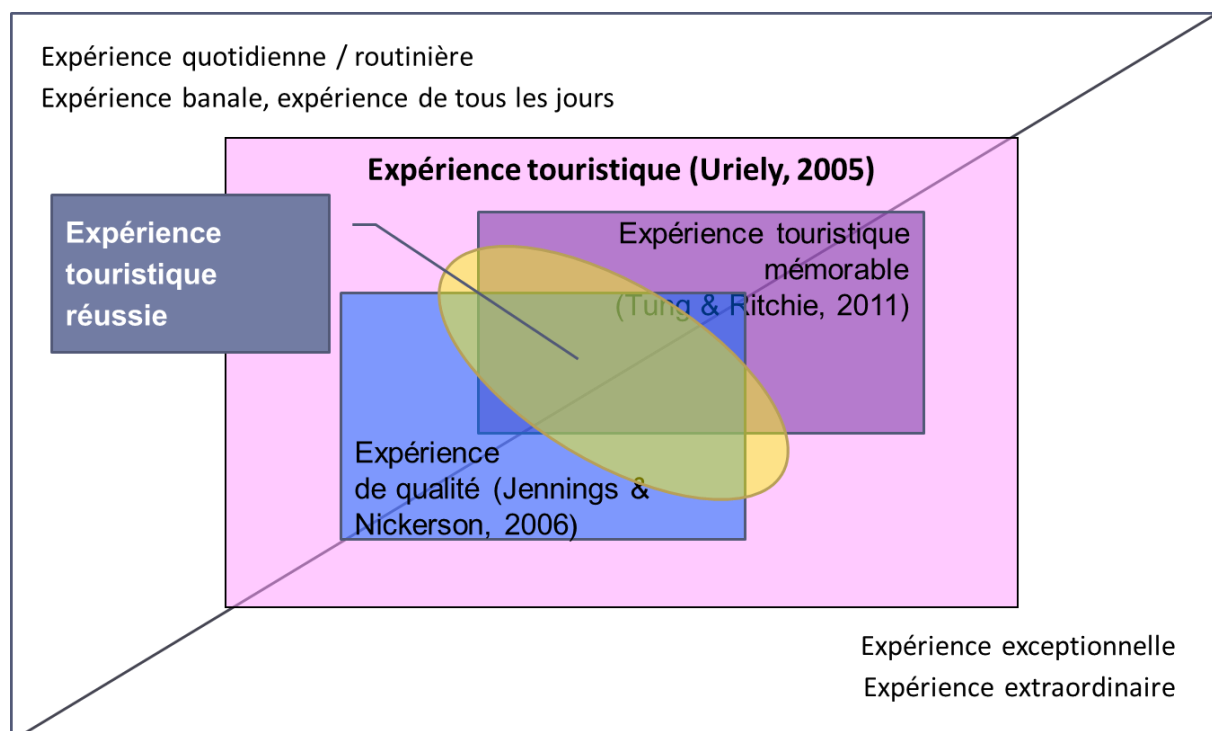 Expérience quotidienne / routinière
Expérience banale, expérience de tous les jours
Expérience touristique (Uriely, 2005)
Expérience
touristique
réussie
Expérience touristique
mémorable
(Tung & Ritchie, 2011)
Expérience
de qualité (Jennings &
Nickerson, 2006)
Expérience exceptionnelle
Expérience extraordinaire